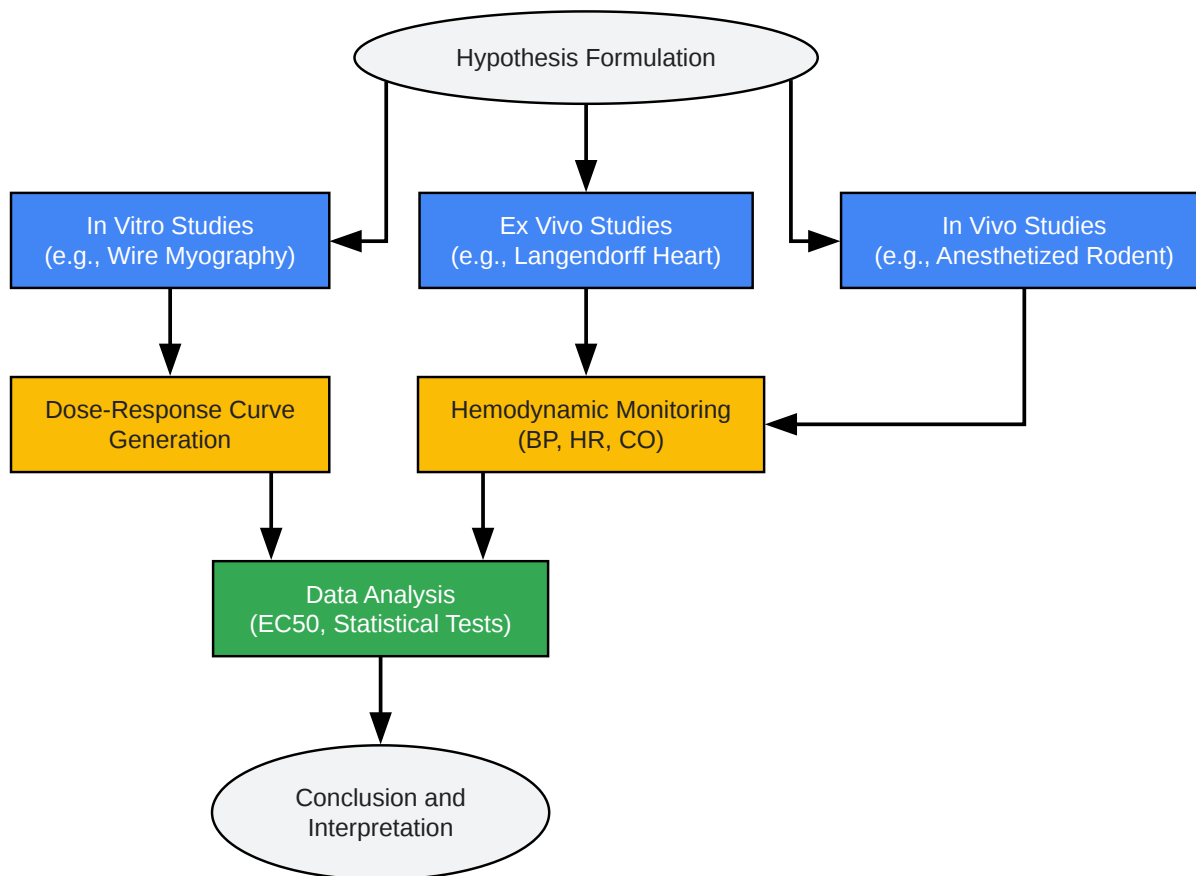 Hypothesis Formulation
In Vitro Studies
(e.g., Wire Myography)
Ex Vivo Studies
(e.g., Langendorff Heart)
In Vivo Studies
(e.g., Anesthetized Rodent)
Dose-Response Curve
Generation
Hemodynamic Monitoring
(BP, HR, CO)
Data Analysis
(EC50, Statistical Tests)
Conclusion and
Interpretation